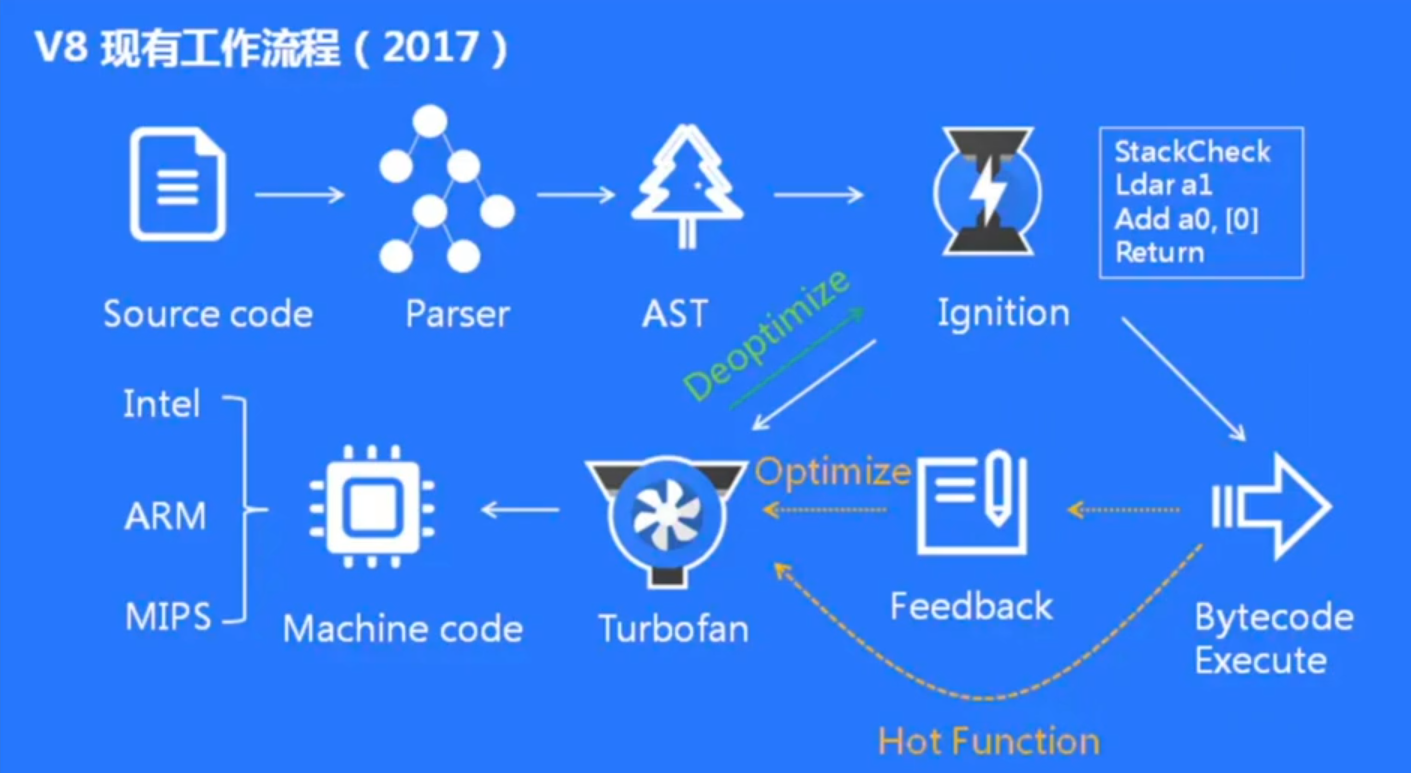 V8 现有工作流程（2017）
StackCheck
Ldar a1
Add a0, [0]
Return
Source code
Parser
AST
Ignition
Deoptimize
Intel
ARM
MIPS
Machine code
Turbofan
Optimize
Feedback
Bytecode
Execute
Hot Function